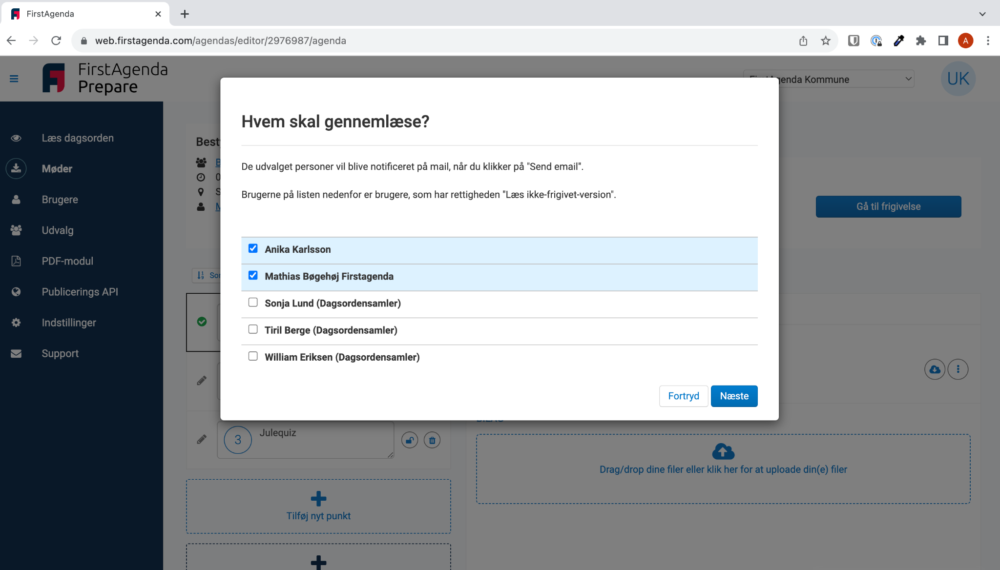 FirstAgenda
web.firstagenda.com/agendas/editor/2976987/agenda
A
FirstAgenda
Prepare
Kommune
UK
Læs dagsorden
Møder
Brugere
Udvalg
PDF-modul
Publicerings API
Indstillinger
Support
Hvem skal gennemlæse?
De udvalget personer vil blive notificeret på mail, når du klikker på "Send email".
Brugerne på listen nedenfor er brugere, som har rettigheden "Læs ikke-frigivet-version".
Anika Karlsson
Mathias Bøgehøj Firstagenda
Sonja Lund (Dagsordensamler)
Tiril Berge (Dagsordensamler)
William Eriksen (Dagsordensamler)
Fortryd
Næste
Gå til frigivelse
3
Julequiz
Tilføj nyt punkt
Drag/drop dine filer eller klik her for at uploade din(e) filer